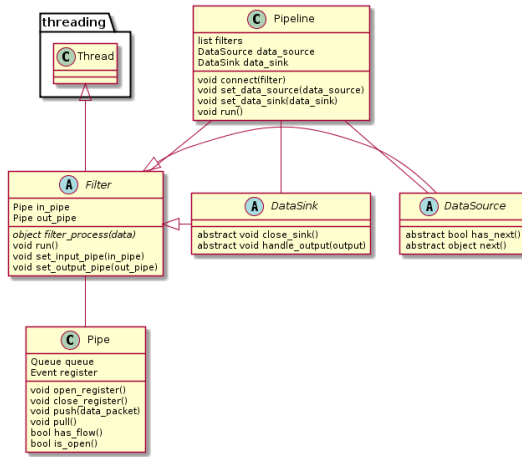 threading
C Thread
C Pipeline
list filters
DataSource data_source
DataSink data_sink
void connect(filter)
void set_data_source(data_source)
void set_data_sink(data_sink)
void run()
A Filter
Pipe in_pipe
Pipe out_pipe
object filter_process(data)
void run()
void set_input_pipe(in_pipe)
void set_output_pipe(out_pipe)
A DataSink
abstract void close_sink()
abstract void handle_output(output)
A DataSource
abstract bool has_next()
abstract object next()
C Pipe
Queue queue
Event register
void open_register()
void close_register()
void push(data_packet)
void pull()
bool has_flow()
bool is_open()